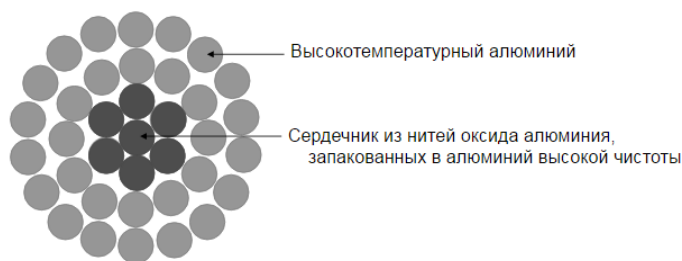 Высокотемпературный алюминий
Сердечник из нитей оксида алюминия,
запакованных в алюминий высокой чистоты